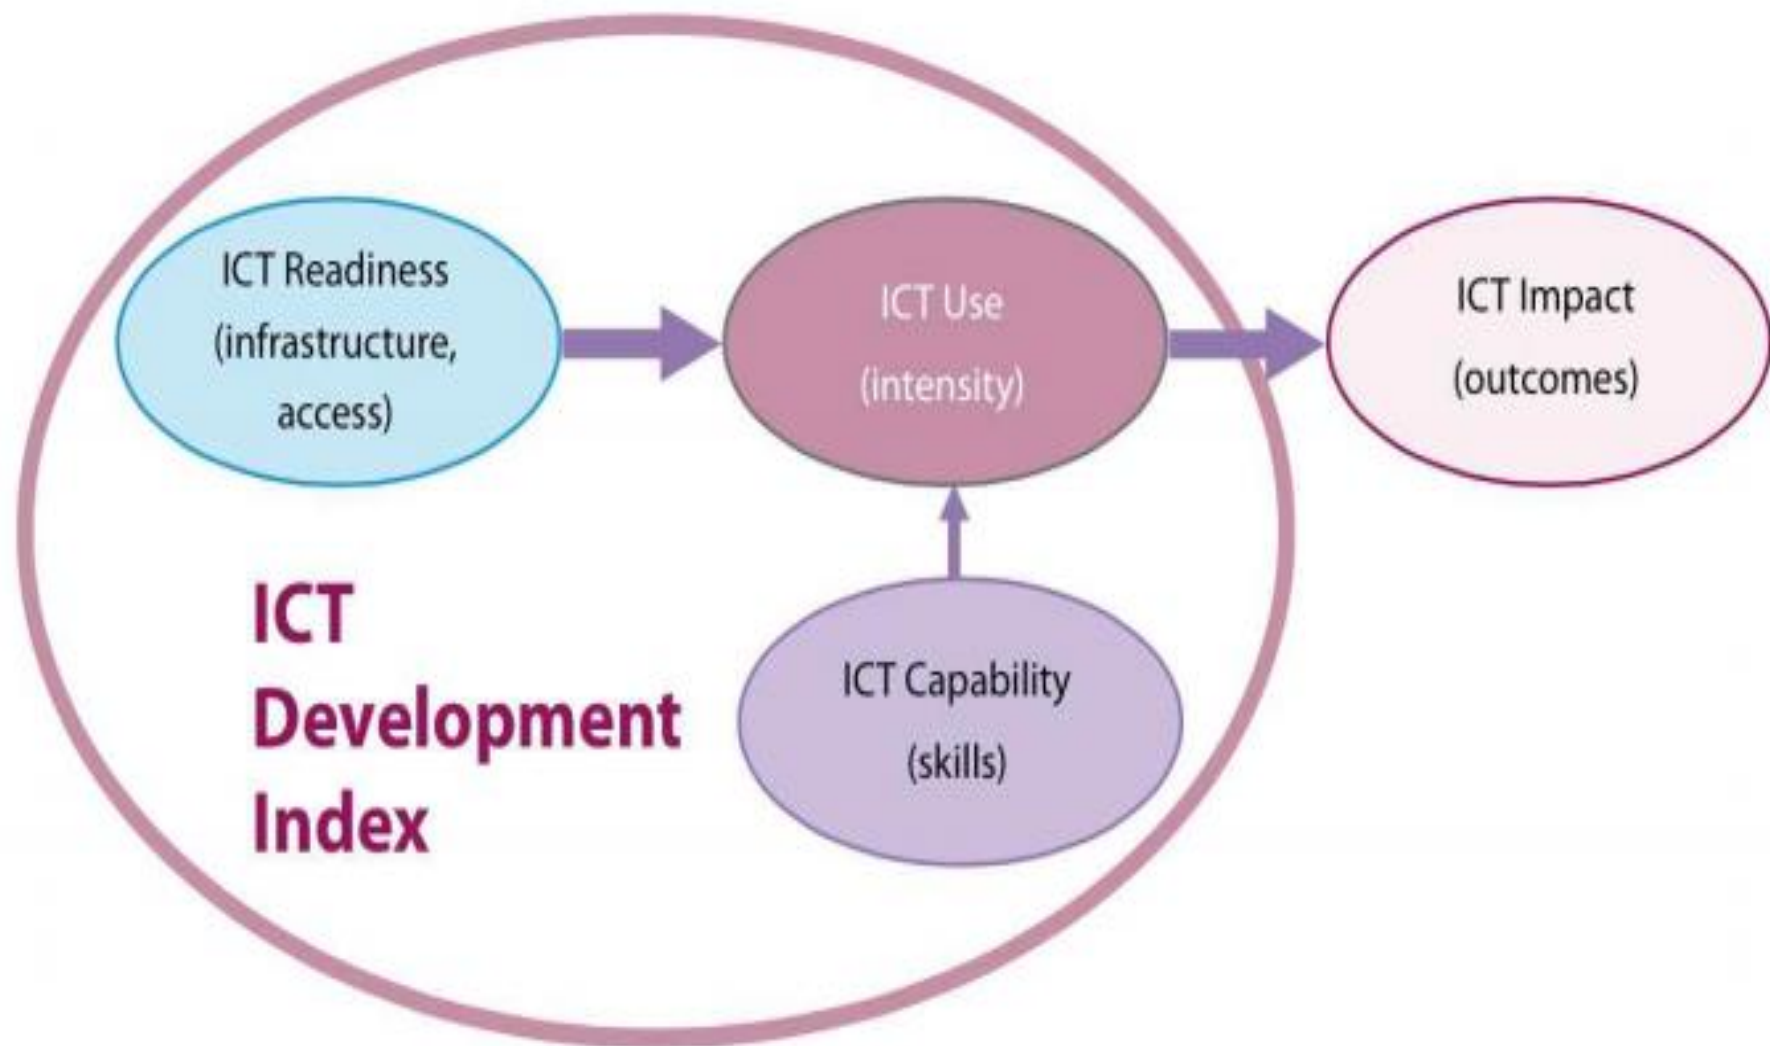 ICT Readiness
(infrastructure,
access)
ICT Use
(intensity)
ICT Impact
(outcomes)
ICT
Development
Index
ICT Capability
(skills)